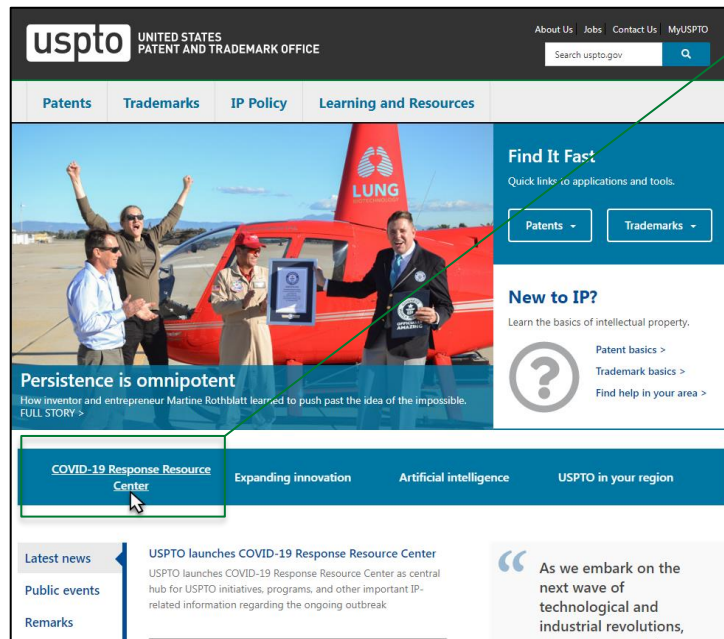 uspto
UNITED STATES
PATENT AND TRADEMARK OFFICE
About Us
Jobs
Contact Us
MyUSPTO
Search uspto.gov
Patents
Trademarks
IP Policy
Learning and Resources
LUNG
BIOTECHNOLOGY
OFFICIALLY
AMAZING
Persistence is omnipotent
How inventor and entrepreneur Martine Rothblatt learned to push past the idea of the impossible.
FULL STORY >
Find It Fast
Quick links to applications and tools.
Patents
Trademarks
New to IP?
Learn the basics of intellectual property.
?
Patent basics >
Trademark basics >
Find help in your area >
COVID-19 Response Resource
Center
Expanding innovation
Artificial intelligence
USPTO in your region
Latest news
Public events
Remarks
USPTO launches COVID-19 Response Resource Center
USPTO launches COVID-19 Response Resource Center as central
hub for USPTO initiatives, programs, and other important IP-
related information regarding the ongoing outbreak
“ As we embark on the
next wave of
technological and
industrial revolutions,